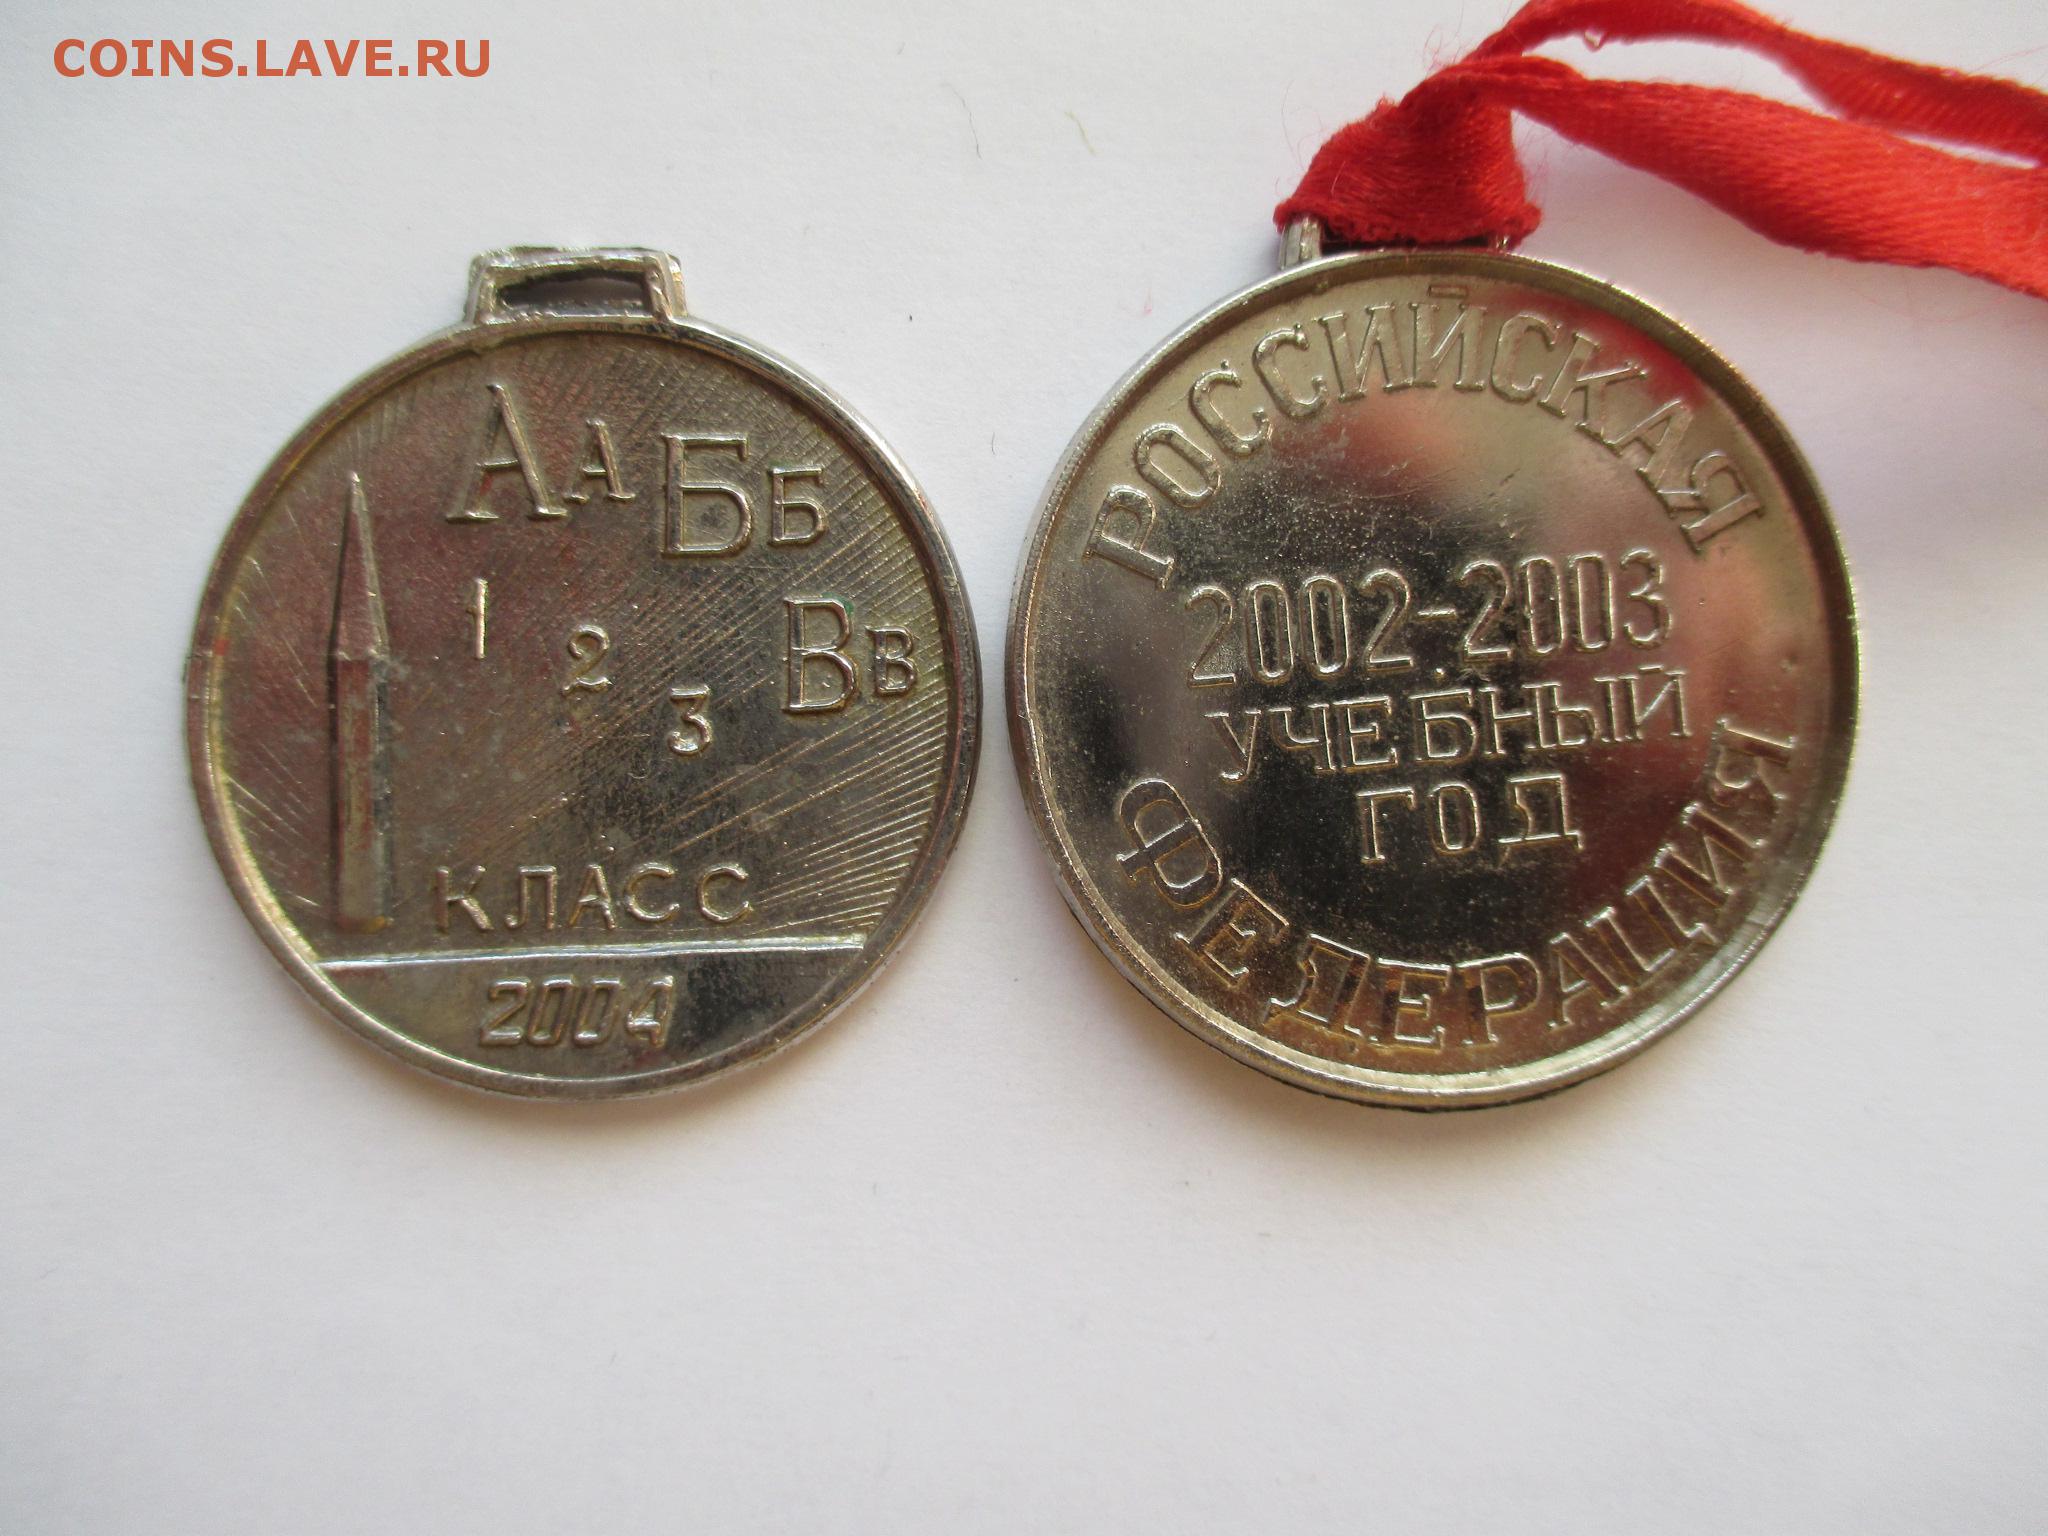 COINS.LAVE.RU
Аа Бб
Вв
1 2 3
КЛАСС
2004
РОССИЙСКАЯ
2002-2003
УЧЕБНЫЙ
ГОД
ФЕДЕРАЦИЯ